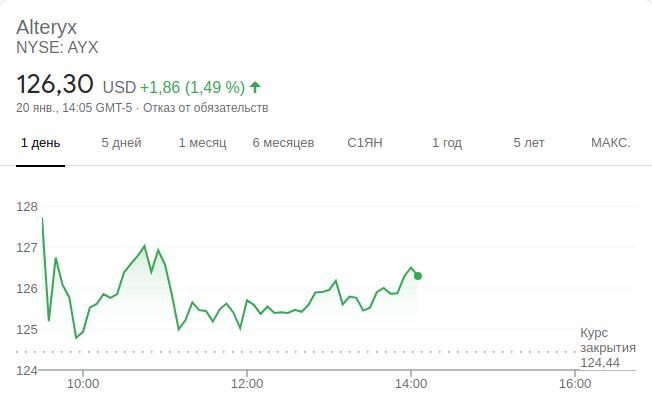 Alteryx
NYSE: AYX
126,30 USD +1,86 (1,49 %)
20 янв., 14:05 GMT-5 · Отказ от обязательств
1 день 5 дней 1 месяц 6 месяцев С1ЯН 1 год 5 лет МАКС.
128
127
126
125
124
Курс
закрытия
124,44
10:00 12:00 14:00 16:00